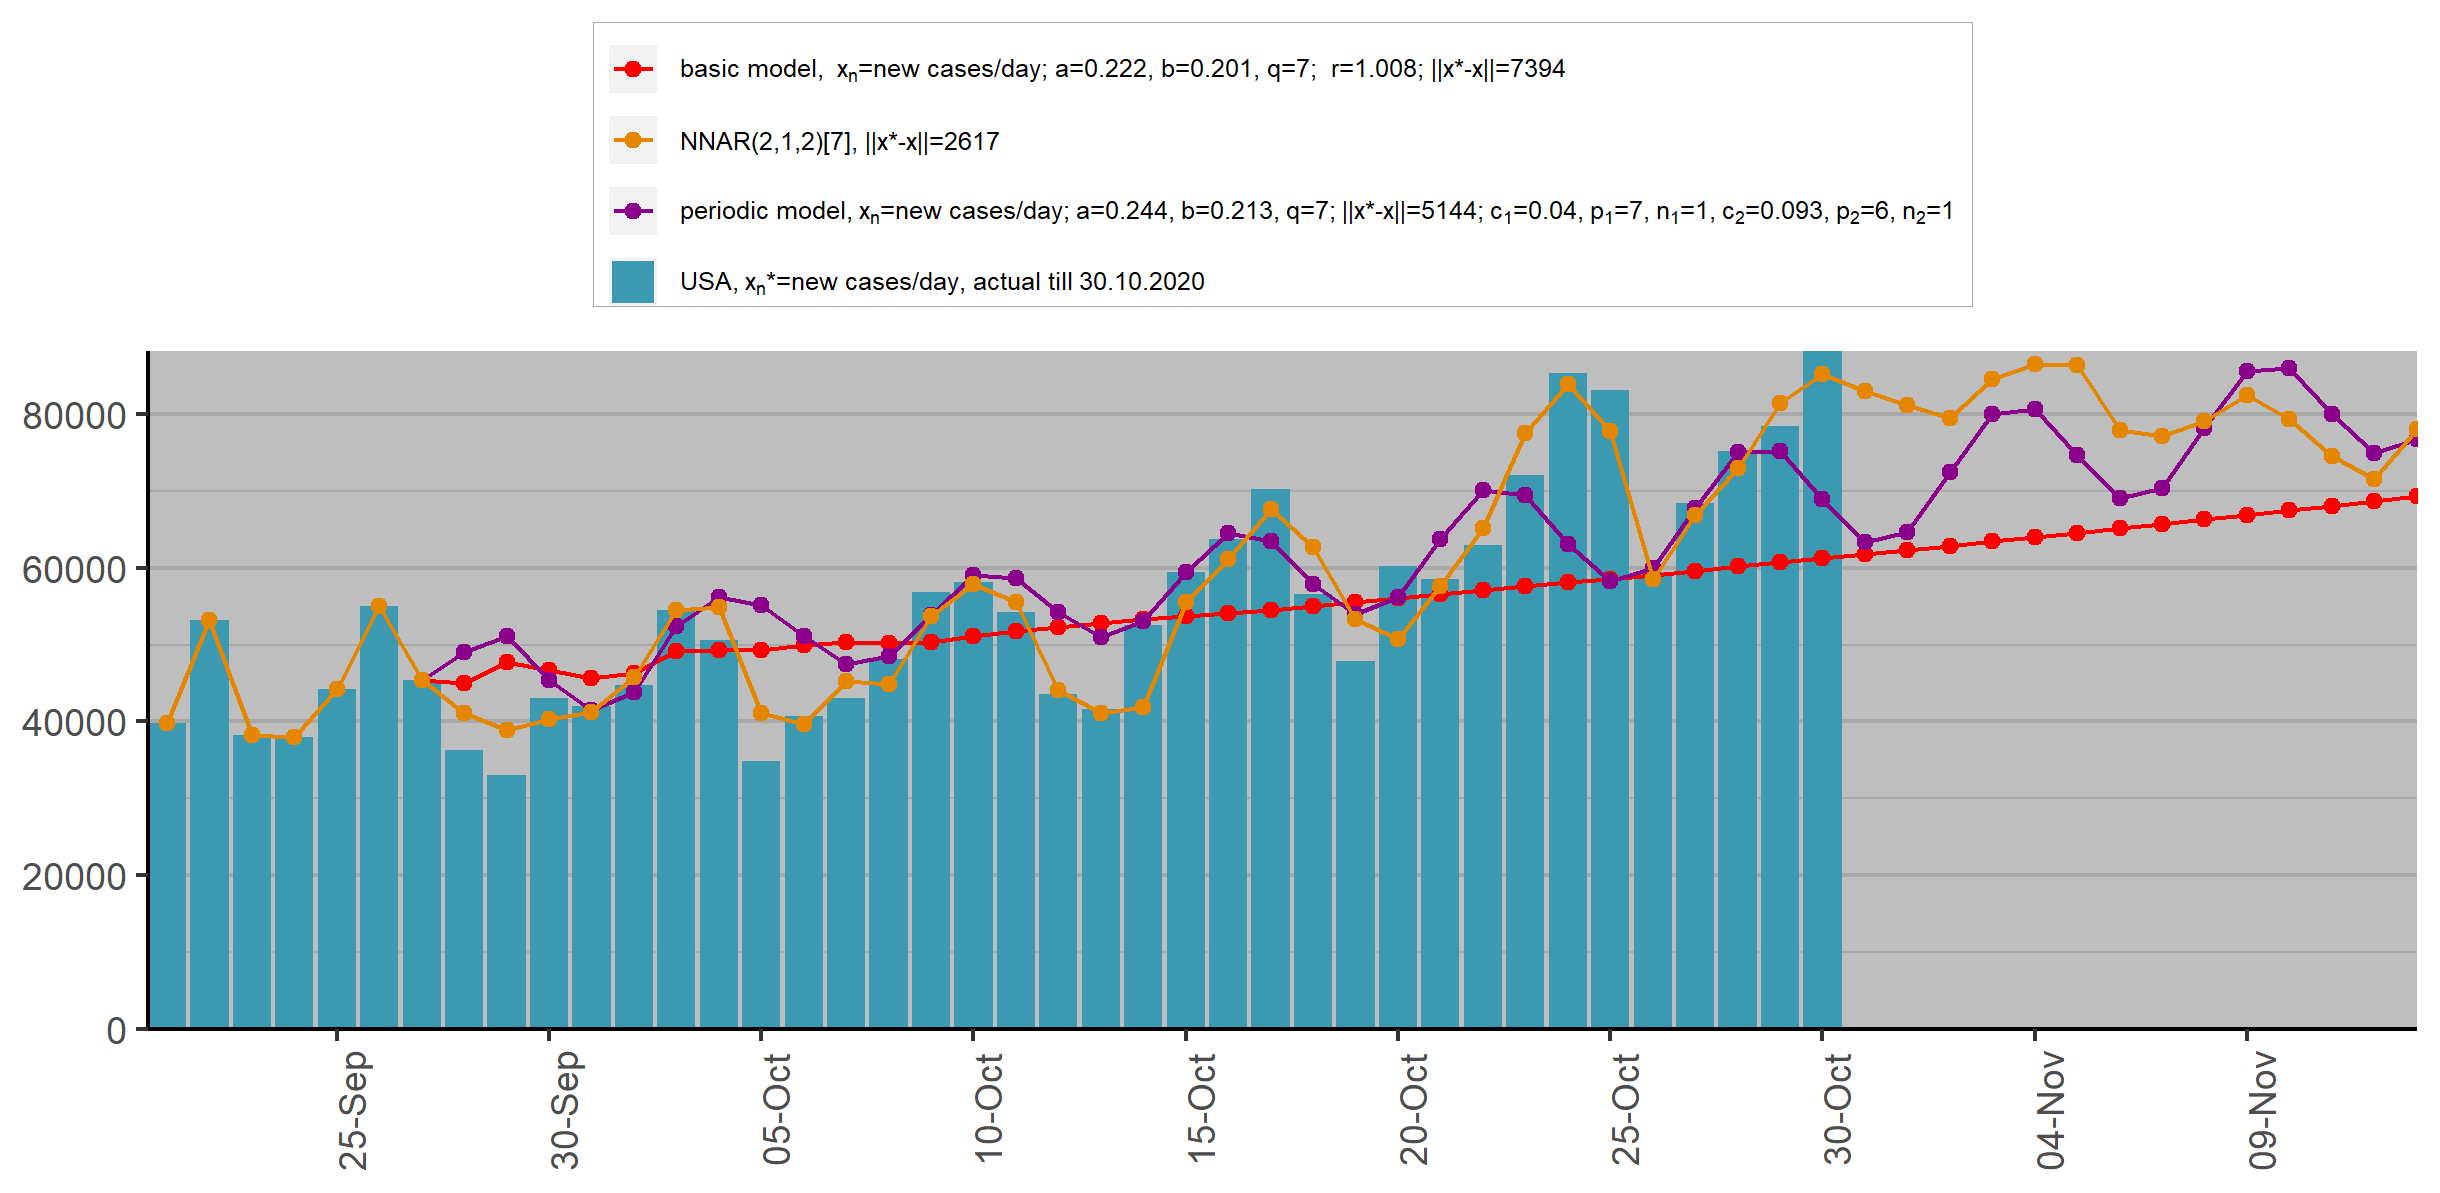 basic model, xₙ=new cases/day; a=0.222, b=0.201, q=7; r=1.008; ||x*-x||=7394
NNAR(2,1,2)[7], ||x*-x||=2617
periodic model, xₙ=new cases/day; a=0.244, b=0.213, q=7; ||x*-x||=5144; c₁=0.04, p₁=7, n₁=1, c₂=0.093, p₂=6, n₂=1
USA, xₙ*=new cases/day, actual till 30.10.2020
80000
60000
40000
20000
0
25-Sep
30-Sep
05-Oct
10-Oct
15-Oct
20-Oct
25-Oct
30-Oct
04-Nov
09-Nov